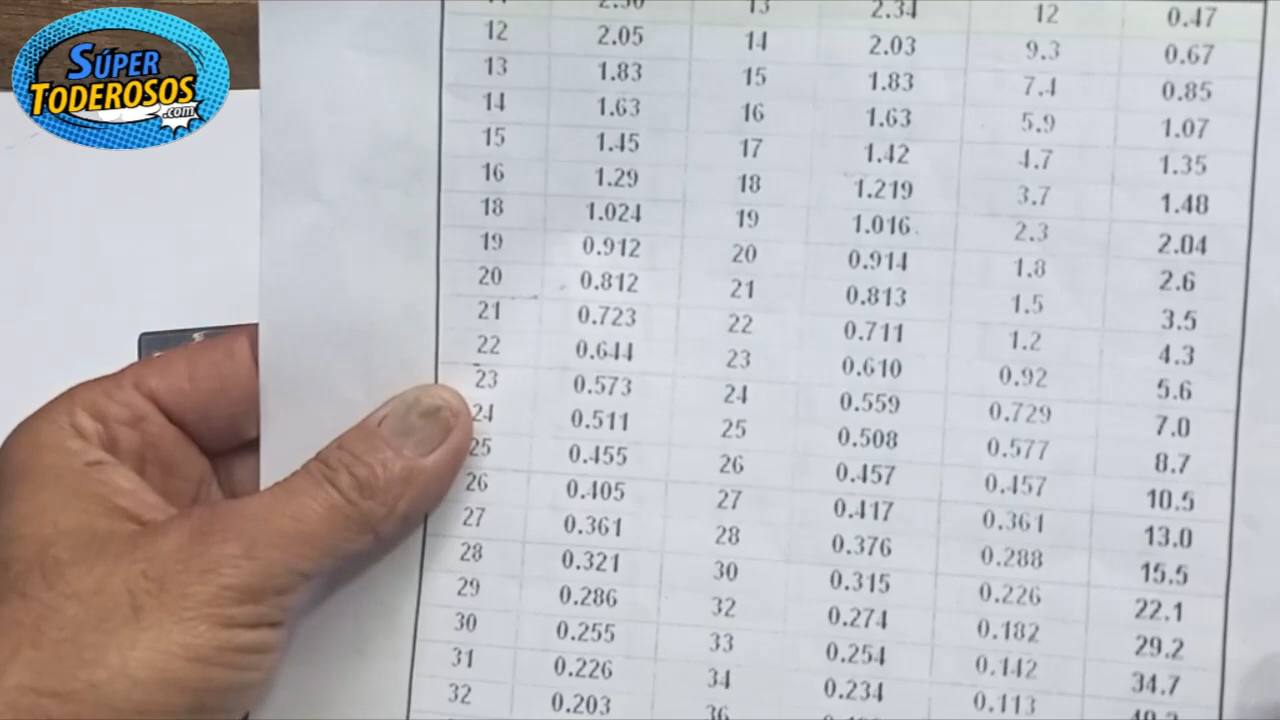 SÚPER
TODEROSOS
.com
13 2.34 12 0.47
12 2.05 14 2.03 9.3 0.67
13 1.83 15 1.83 7.4 0.85
14 1.63 16 1.63 5.9 1.07
15 1.45 17 1.42 4.7 1.35
16 1.29 18 1.219 3.7 1.48
18 1.024 19 1.016 2.3 2.04
19 0.912 20 0.914 1.8 2.6
20 0.812 21 0.813 1.5 3.5
21 0.723 22 0.711 1.2 4.3
22 0.644 23 0.610 0.92 5.6
23 0.573 24 0.559 0.729 7.0
24 0.511 25 0.508 0.577 8.7
25 0.455 26 0.457 0.457 10.5
26 0.405 27 0.417 0.361 13.0
27 0.361 28 0.376 0.288 15.5
28 0.321 30 0.315 0.226 22.1
29 0.286 32 0.274 0.182 29.2
30 0.255 33 0.254 0.142 34.7
31 0.226 34 0.234 0.113
32 0.203 36